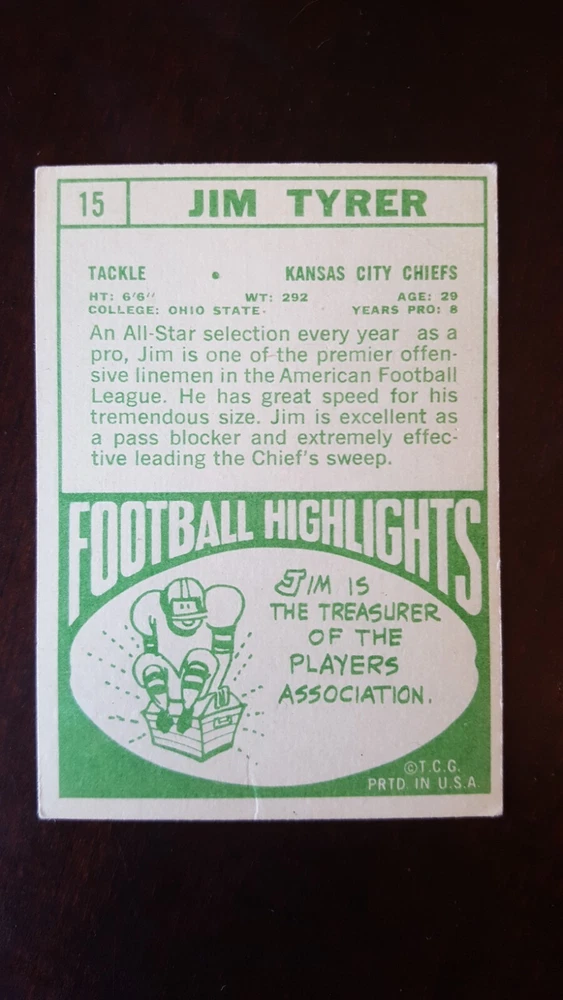 15 JIM TYRER
TACKLE • KANSAS CITY CHIEFS
HT: 6'6" WT: 292 AGE: 29
COLLEGE: OHIO STATE YEARS PRO: 8
An All-Star selection every year as a
pro, Jim is one of the premier offen-
sive linemen in the American Football
League. He has great speed for his
tremendous size. Jim is excellent as
a pass blocker and extremely effec-
tive leading the Chief's sweep.
FOOTBALL HIGHLIGHTS
JIM IS
THE TREASURER
OF THE
PLAYERS
ASSOCIATION.
©T.C.G.
PRTD. IN U.S.A.